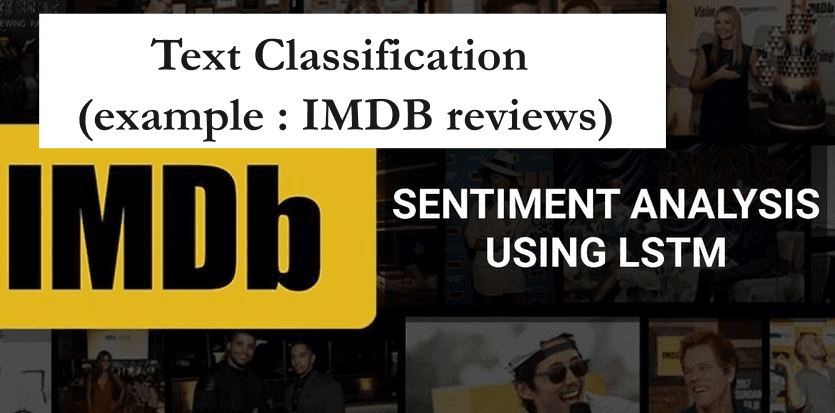 Text Classification
(example : IMDB reviews)
IMDb
SENTIMENT ANALYSIS
USING LSTM